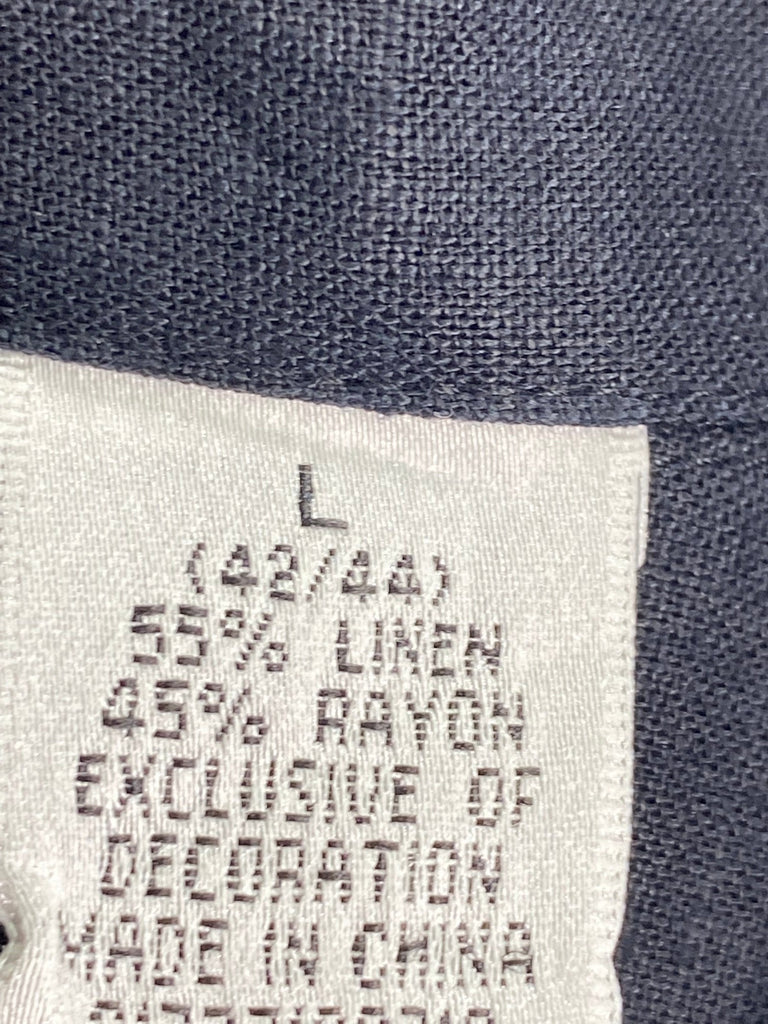 L
(42/44)
55% LINEN
45% RAYON
EXCLUSIVE OF
DECORATION
MADE IN CHINA